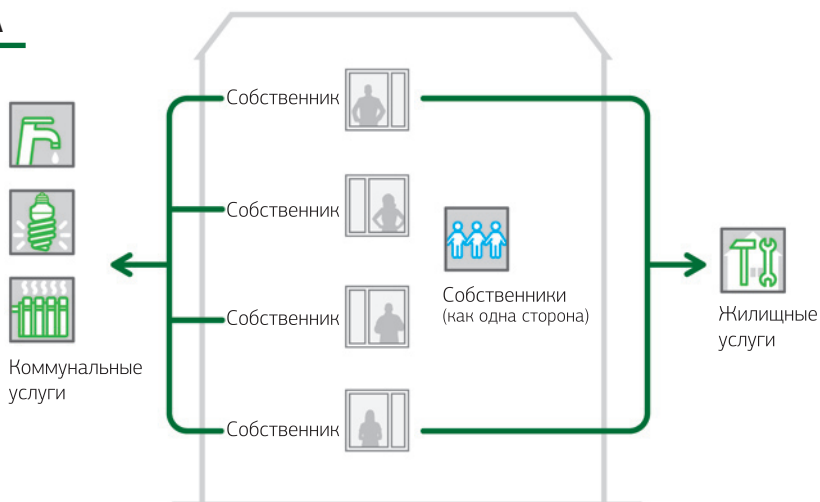 А
Собственник
Собственник
Собственник
Собственник
Собственники
(как одна сторона)
Коммунальные
услуги
Жилищные
услуги